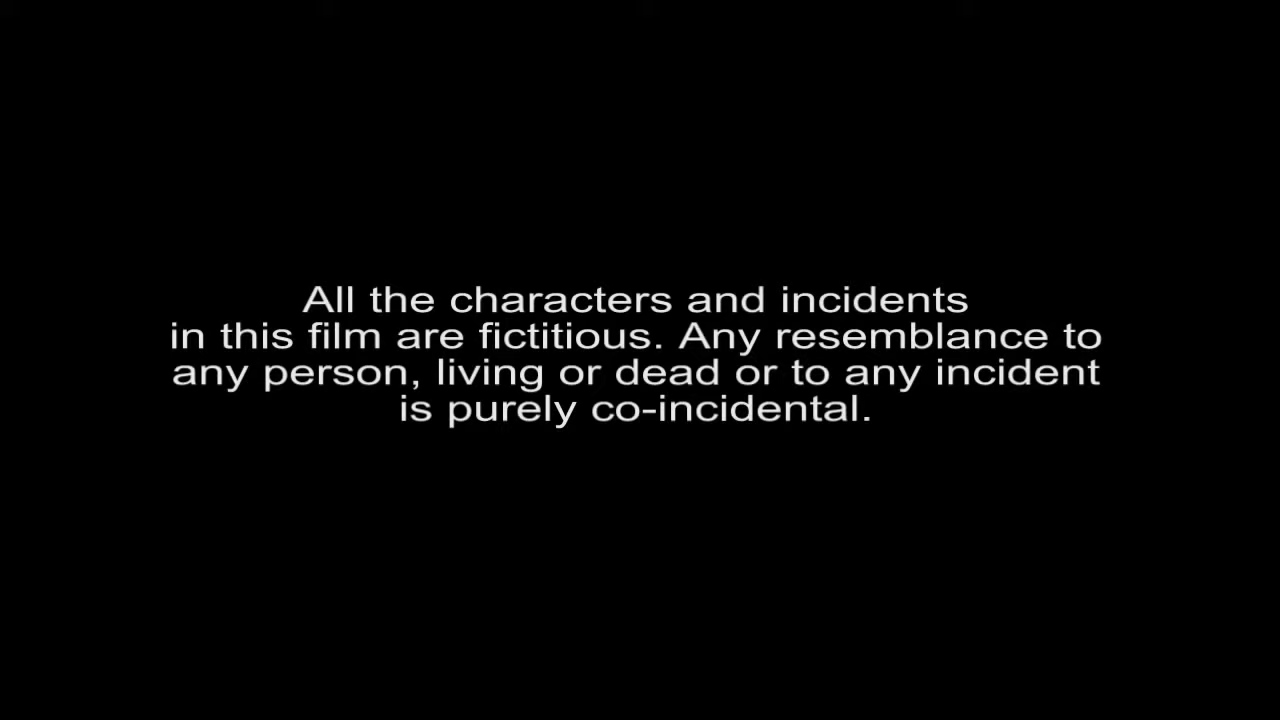 All the characters and incidents
in this film are fictitious. Any resemblance to
any person, living or dead or to any incident
is purely co-incidental.